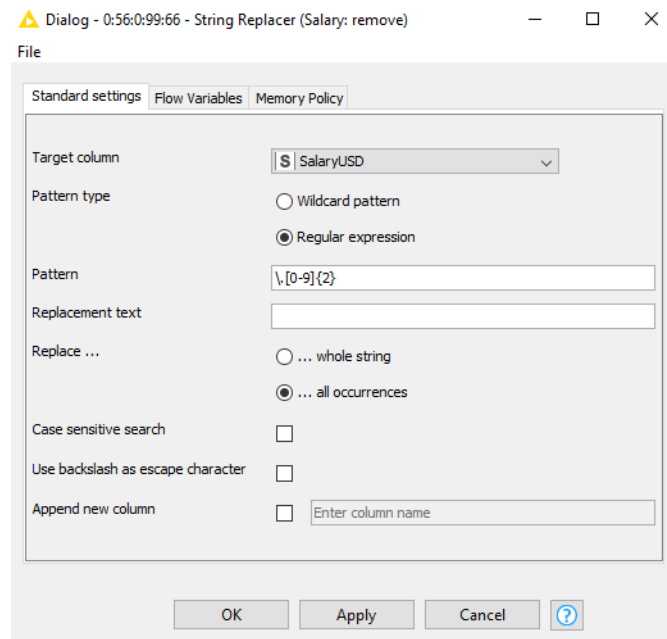 Dialog - 0:56:0:99:66 - String Replacer (Salary: remove)
File
Standard settings Flow Variables Memory Policy
Target column S SalaryUSD
Pattern type Wildcard pattern
Regular expression
Pattern \.[0-9]{2}
Replacement text
Replace ... ... whole string
... all occurrences
Case sensitive search
Use backslash as escape character
Append new column Enter column name
OK Apply Cancel ?